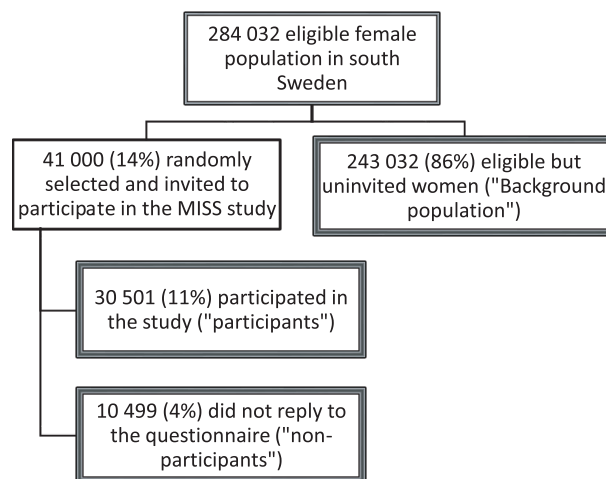 284 032 eligible female
population in south
Sweden
41 000 (14%) randomly
selected and invited to
participate in the MISS study
243 032 (86%) eligible but
uninvited women ("Background
population")
30 501 (11%) participated in
the study ("participants")
10 499 (4%) did not reply to
the questionnaire ("non-
participants")